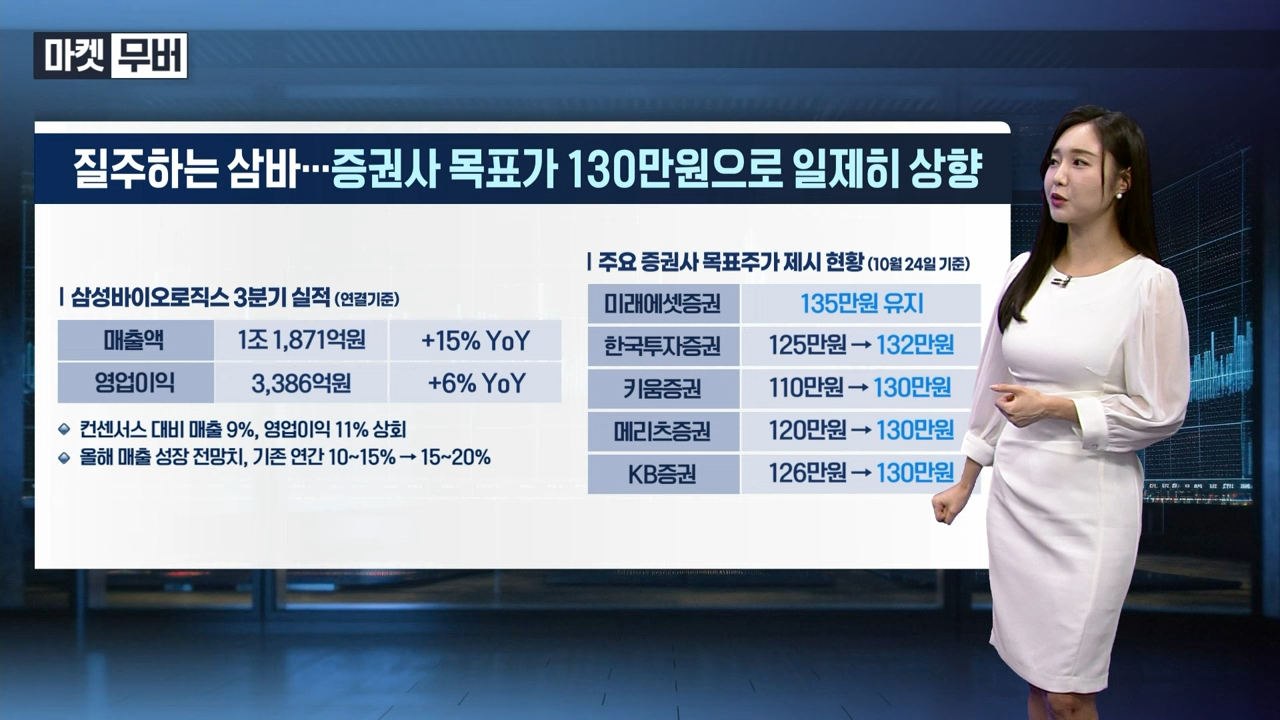 마켓 무버
질주하는 삼바…증권사 목표가 130만원으로 일제히 상향
삼성바이오로직스 3분기 실적 (연결기준)
매출액 1조 1,871억원 +15% YoY
영업이익 3,386억원 +6% YoY
컨센서스 대비 매출 9%, 영업이익 11% 상회
올해 매출 성장 전망치, 기존 연간 10~15% → 15~20%
주요 증권사 목표주가 제시 현황 (10월 24일 기준)
미래에셋증권 135만원 유지
한국투자증권 125만원 → 132만원
키움증권 110만원 → 130만원
메리츠증권 120만원 → 130만원
KB증권 126만원 → 130만원